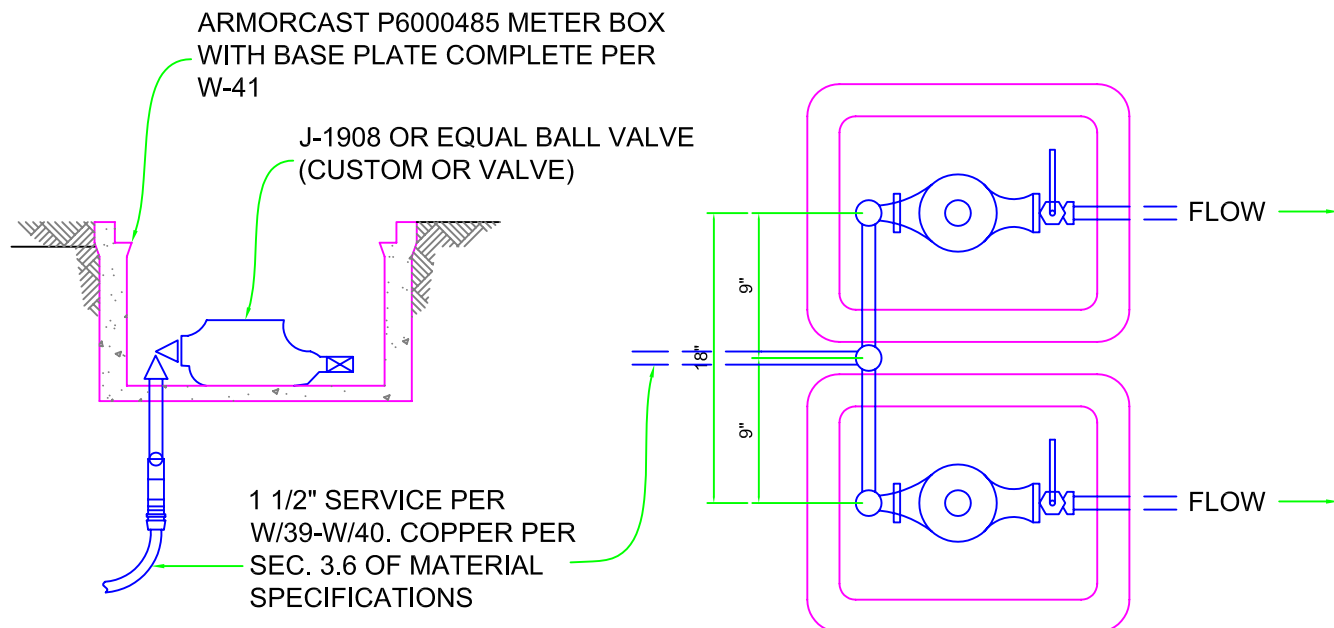 ARMORCAST P6000485 METER BOX
WITH BASE PLATE COMPLETE PER
W-41
J-1908 OR EQUAL BALL VALVE
(CUSTOM OR VALVE)
FLOW
9"
18"
9"
1 1/2" SERVICE PER
W/39-W/40. COPPER PER
SEC. 3.6 OF MATERIAL
SPECIFICATIONS
FLOW